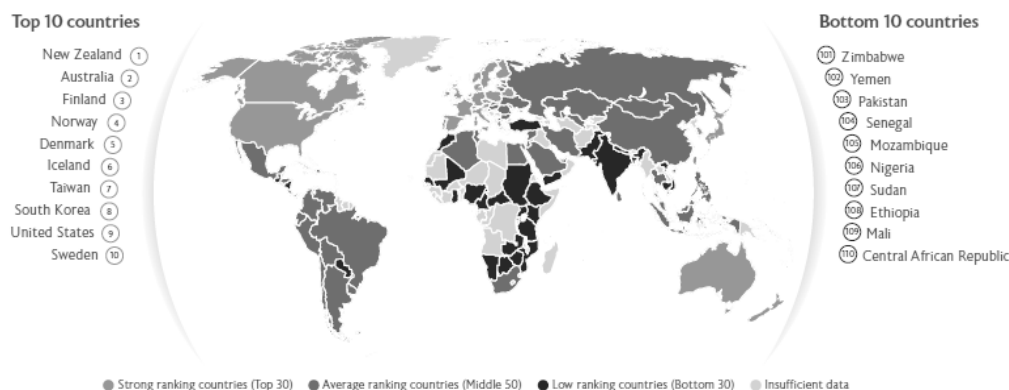 Top 10 countries
New Zealand 1
Australia 2
Finland 3
Norway 4
Denmark 5
Iceland 6
Taiwan 7
South Korea 8
United States 9
Sweden 10
Bottom 10 countries
101 Zimbabwe
102 Yemen
103 Pakistan
104 Senegal
105 Mozambique
106 Nigeria
107 Sudan
108 Ethiopia
109 Mali
110 Central African Republic
Strong ranking countries (Top 30) Average ranking countries (Middle 50) Low ranking countries (Bottom 30) Insufficient data